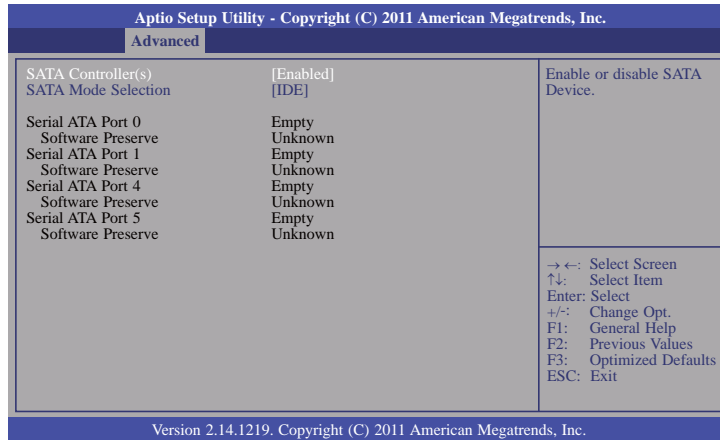 Aptio Setup Utility - Copyright (C) 2011 American Megatrends, Inc.
Advanced
SATA Controller(s) [Enabled]
SATA Mode Selection [IDE]
Serial ATA Port 0 Empty
Software Preserve Unknown
Serial ATA Port 1 Empty
Software Preserve Unknown
Serial ATA Port 4 Empty
Software Preserve Unknown
Serial ATA Port 5 Empty
Software Preserve Unknown
Enable or disable SATA
Device.
→ ←: Select Screen
↑↓: Select Item
Enter: Select
+/-: Change Opt.
F1: General Help
F2: Previous Values
F3: Optimized Defaults
ESC: Exit
Version 2.14.1219. Copyright (C) 2011 American Megatrends, Inc.